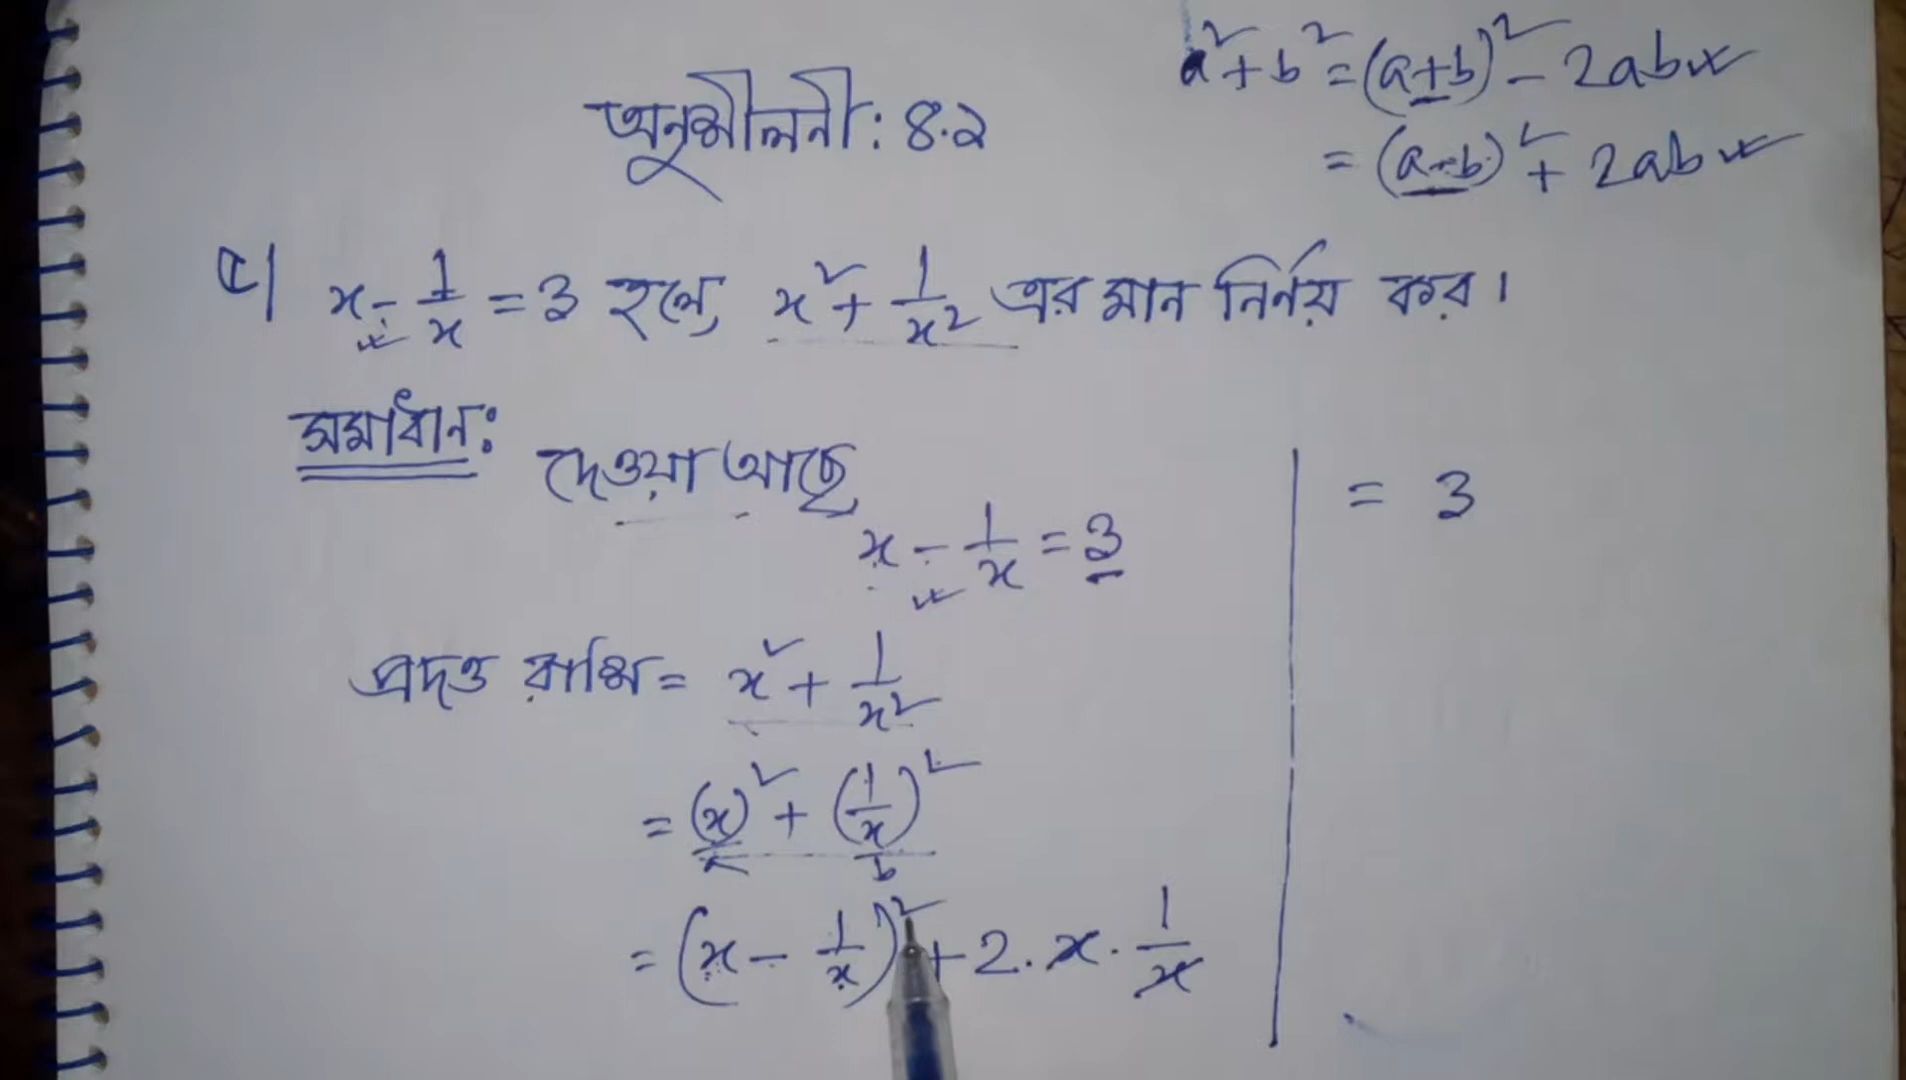 a² + b² = (a+b)² - 2ab
= (a-b)² + 2ab
অনুশীলনী: ৪.২
৫। x - 1/x = 3 হলে, x² + 1/x² এর মান নির্ণয় কর।
সমাধান:
দেওয়া আছে,
x - 1/x = 3
প্রদত্ত রাশি = x² + 1/x²
= (x)² + (1/x)²
= (x - 1/x)² + 2 . x . 1/x
= 3